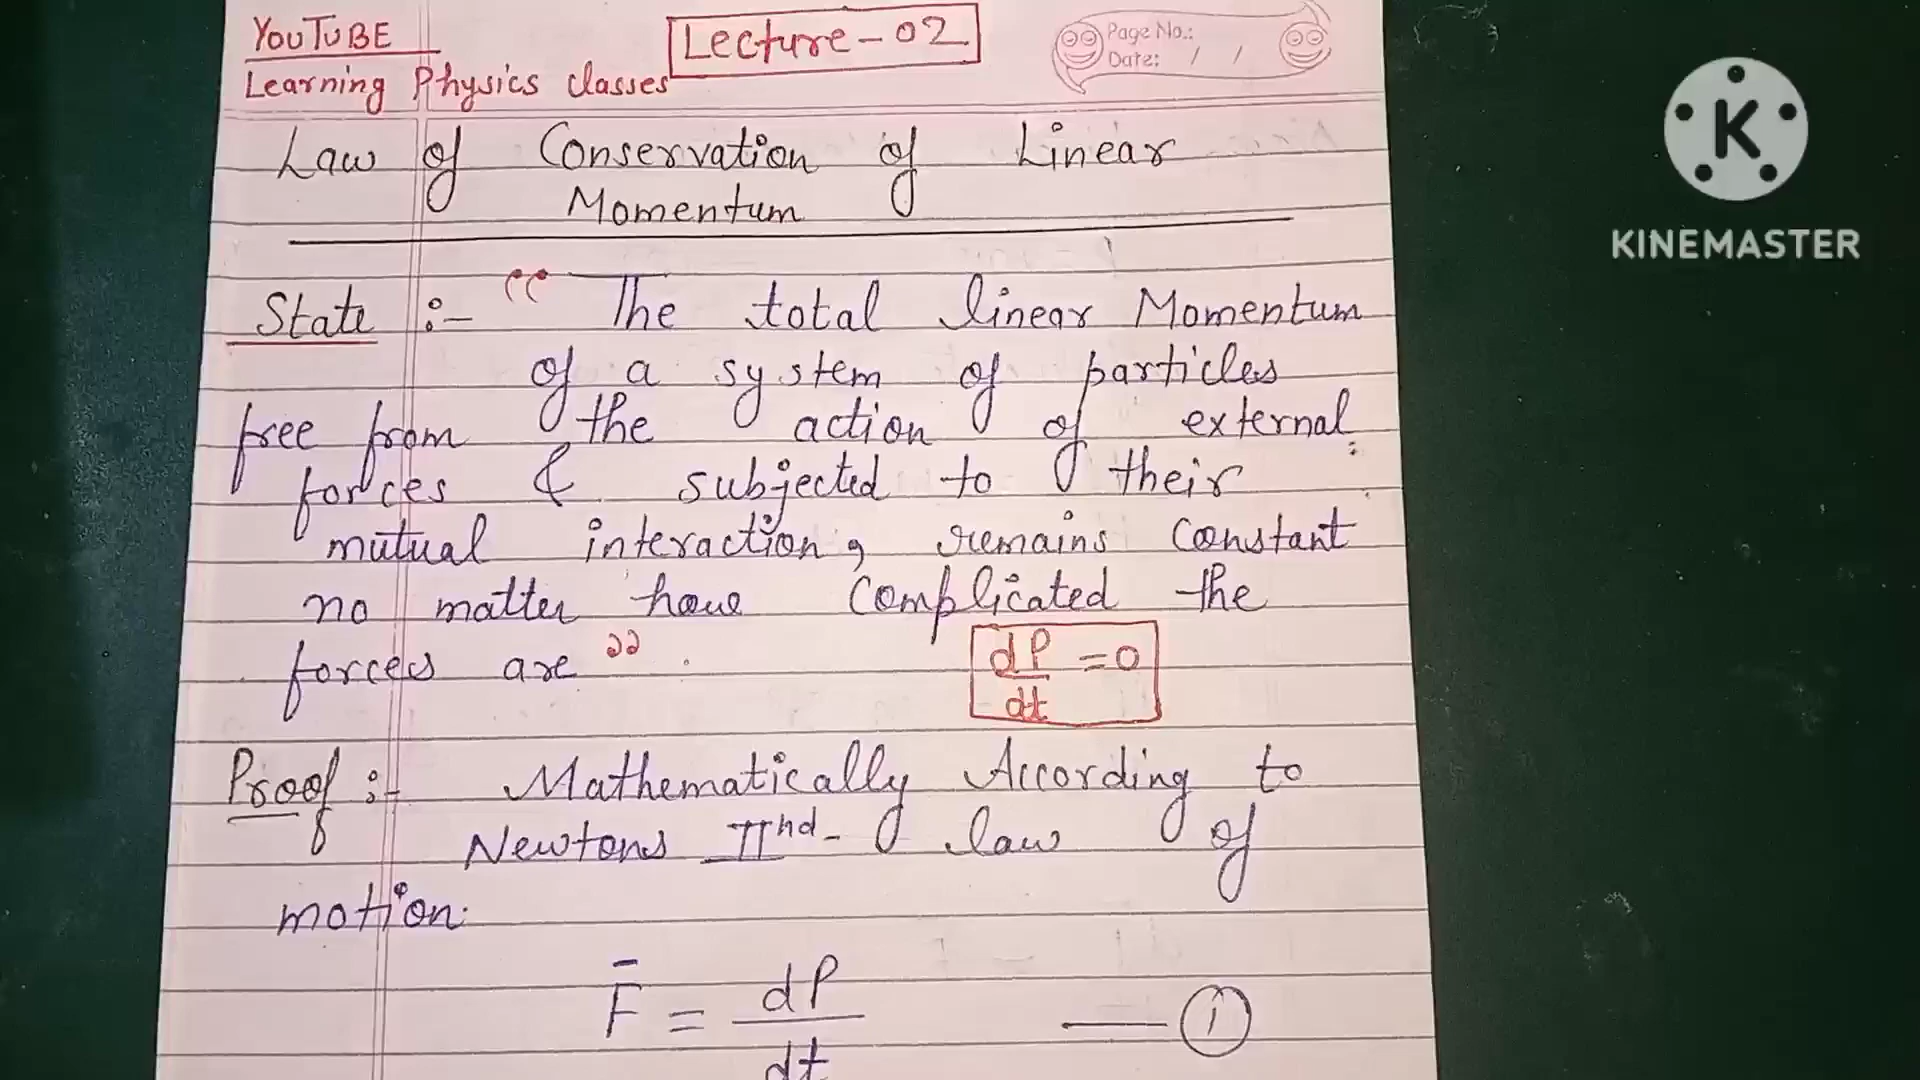 YouTUBE
Lecture-02
Page No.:
Date: / /
Learning Physics classes
Law of Conservation of Linear
Momentum
State :- “ The total linear Momentum
of a system of particles
free from the action of external
forces & subjected to their
mutual interaction, remains constant
no matter how complicated the
forces are ”.
dP/dt = 0
Proof :- Mathematically According to
Newtons IInd- law of
motion.
F̄ = dP/dt — (i)
K
KINEMASTER